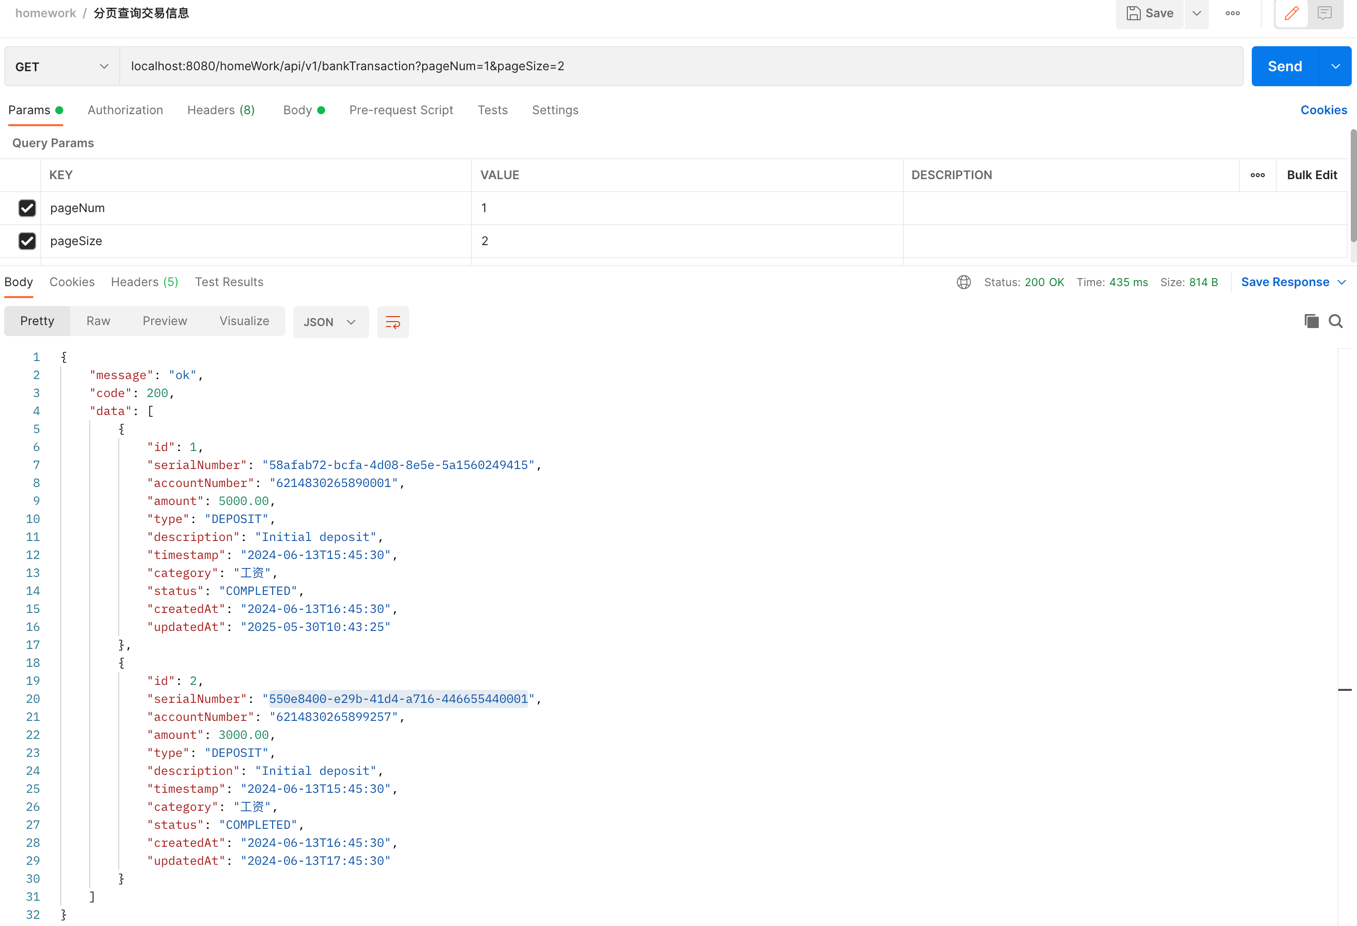 homework / 分页查询交易信息
Save
GET localhost:8080/homeWork/api/v1/bankTransaction?pageNum=1&pageSize=2 Send
Params Authorization Headers (8) Body Pre-request Script Tests Settings Cookies
Query Params
KEY VALUE DESCRIPTION Bulk Edit
pageNum 1
pageSize 2
Body Cookies Headers (5) Test Results Status: 200 OK Time: 435 ms Size: 814 B Save Response
Pretty Raw Preview Visualize JSON
1 {
2 "message": "ok",
3 "code": 200,
4 "data": [
5 {
6 "id": 1,
7 "serialNumber": "58afab72-bcfa-4d08-8e5e-5a1560249415",
8 "accountNumber": "6214830265890001",
9 "amount": 5000.00,
10 "type": "DEPOSIT",
11 "description": "Initial deposit",
12 "timestamp": "2024-06-13T15:45:30",
13 "category": "工资",
14 "status": "COMPLETED",
15 "createdAt": "2024-06-13T16:45:30",
16 "updatedAt": "2025-05-30T10:43:25"
17 },
18 {
19 "id": 2,
20 "serialNumber": "550e8400-e29b-41d4-a716-446655440001",
21 "accountNumber": "6214830265899257",
22 "amount": 3000.00,
23 "type": "DEPOSIT",
24 "description": "Initial deposit",
25 "timestamp": "2024-06-13T15:45:30",
26 "category": "工资",
27 "status": "COMPLETED",
28 "createdAt": "2024-06-13T16:45:30",
29 "updatedAt": "2024-06-13T17:45:30"
30 }
31 ]
32 }